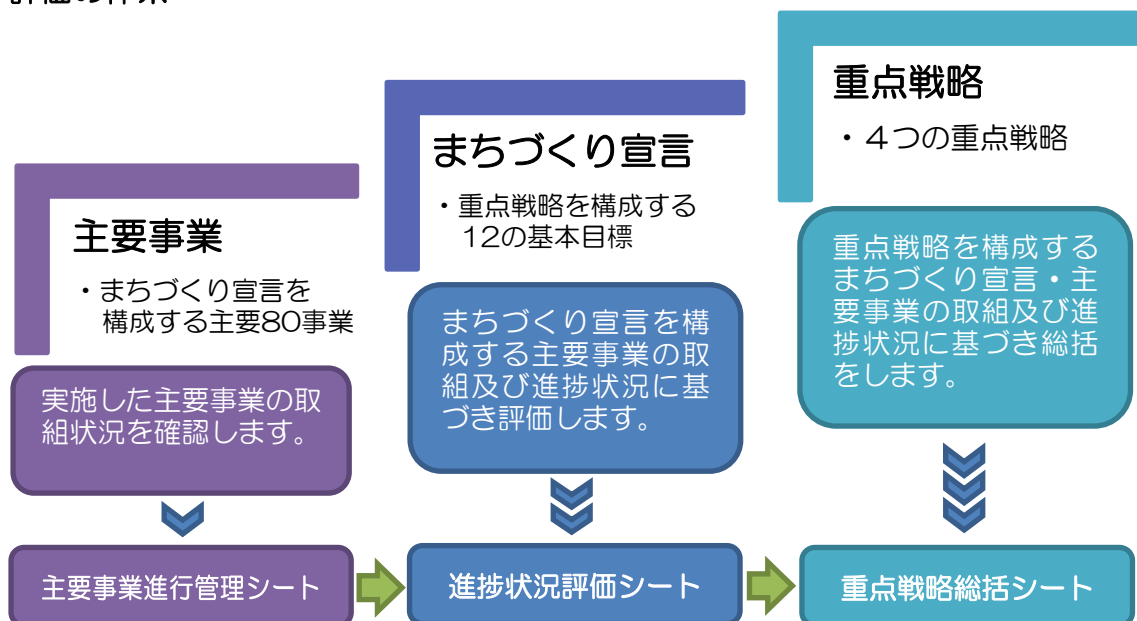 主要事業
・まちづくり宣言を
構成する主要80事業
実施した主要事業の取
組状況を確認します。
主要事業進行管理シート
まちづくり宣言
・重点戦略を構成する
12の基本目標
まちづくり宣言を構
成する主要事業の取
組及び進捗状況に基
づき評価します。
進捗状況評価シート
重点戦略
・４つの重点戦略
重点戦略を構成する
まちづくり宣言・主
要事業の取組及び進
捗状況に基づき総括
をします。
重点戦略総括シート